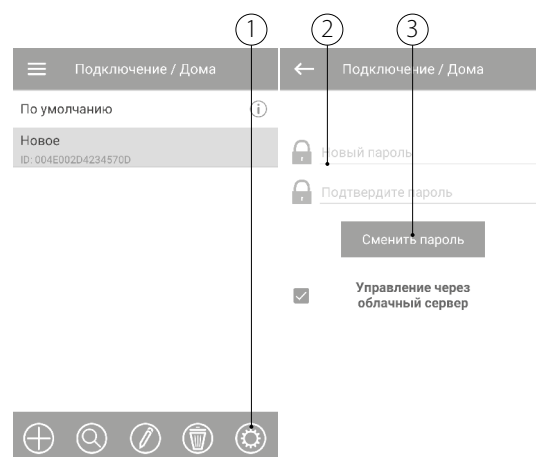 1
2
3
Подключение / Дома
По умолчанию
i
Новое
ID: 004E002D4234570D
Подключение / Дома
Новый пароль
Подтвердите пароль
Сменить пароль
Управление через
облачный сервер